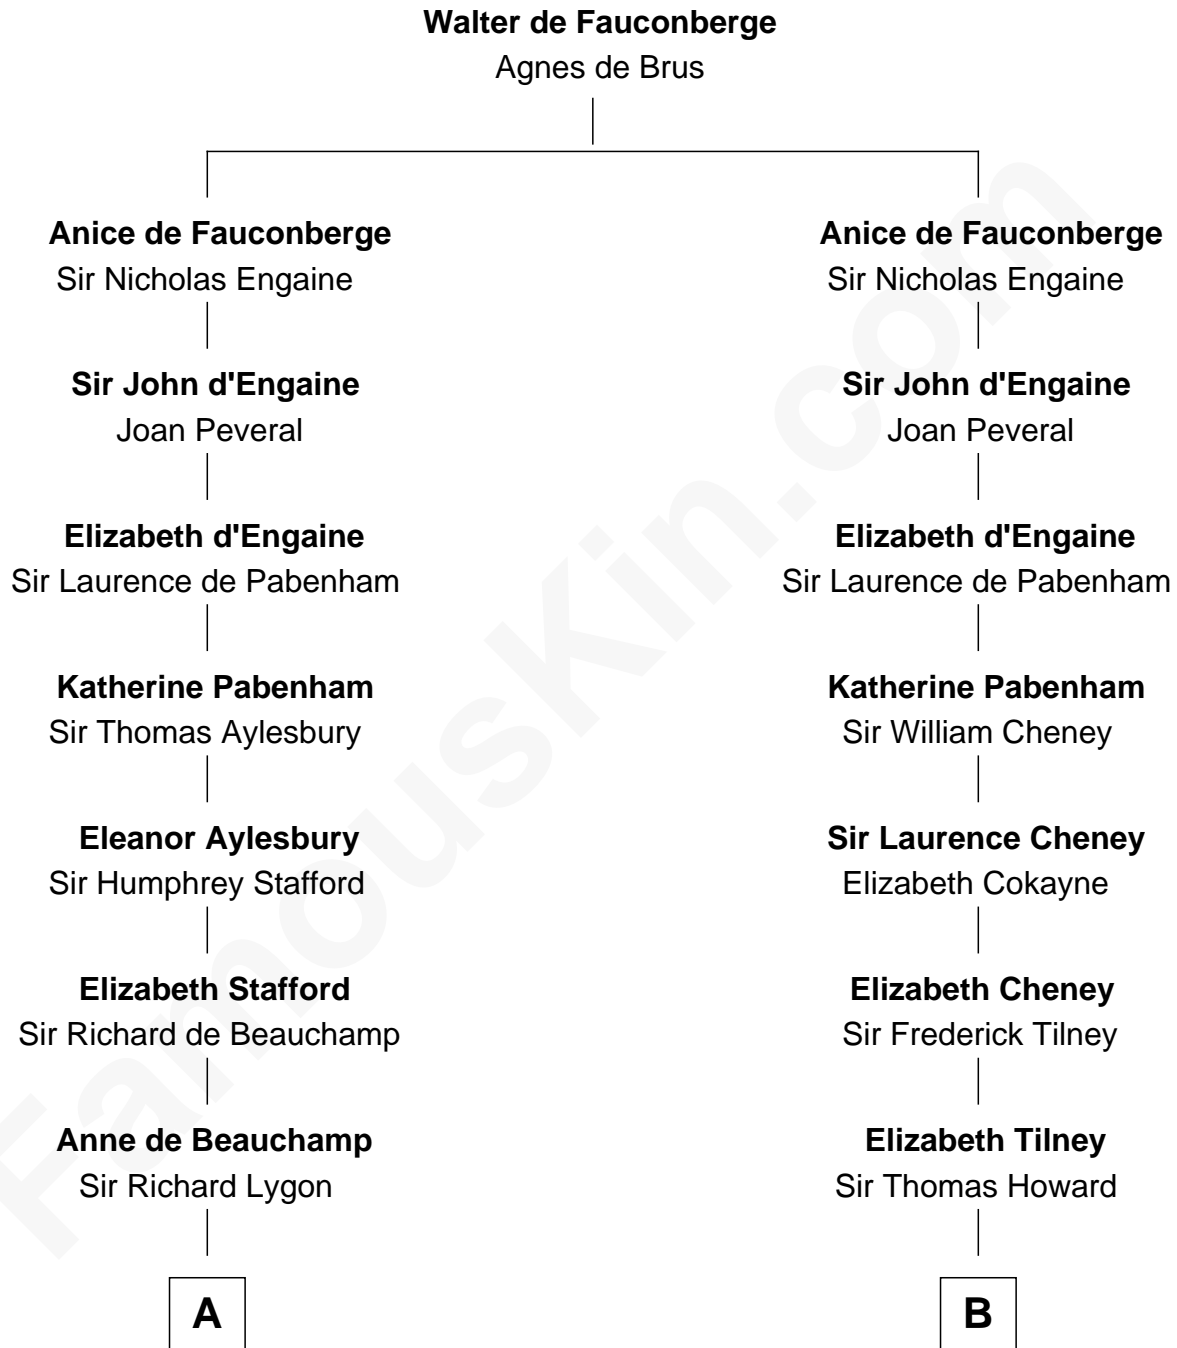 Walter de Fauconberge
Agnes de Brus
Anice de Fauconberge
Sir Nicholas Engaine
Sir John d'Engaine
Joan Peveral
Elizabeth d'Engaine
Sir Laurence de Pabenham
Katherine Pabenham
Sir Thomas Aylesbury
Eleanor Aylesbury
Sir Humphrey Stafford
Elizabeth Stafford
Sir Richard de Beauchamp
Anne de Beauchamp
Sir Richard Lygon
A
Anice de Fauconberge
Sir Nicholas Engaine
Sir John d'Engaine
Joan Peveral
Elizabeth d'Engaine
Sir Laurence de Pabenham
Katherine Pabenham
Sir William Cheney
Sir Laurence Cheney
Elizabeth Cokayne
Elizabeth Cheney
Sir Frederick Tilney
Elizabeth Tilney
Sir Thomas Howard
B
FamousKin.com